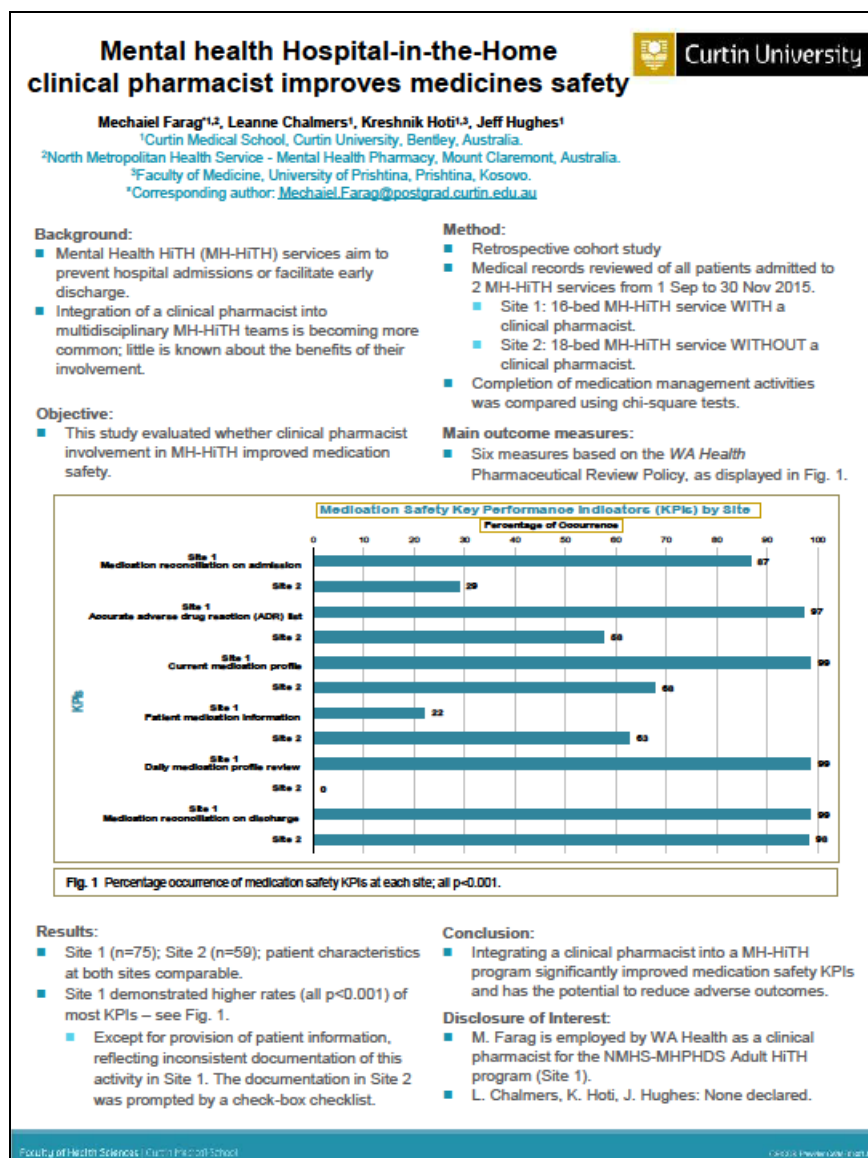 Mental health Hospital-in-the-Home
clinical pharmacist improves medicines safety
Curtin University
Mechaiel Farag*1,2, Leanne Chalmers1, Kreshnik Hoti1,3, Jeff Hughes1
1Curtin Medical School, Curtin University, Bentley, Australia.
2North Metropolitan Health Service - Mental Health Pharmacy, Mount Claremont, Australia.
3Faculty of Medicine, University of Prishtina, Prishtina, Kosovo.
*Corresponding author: Mechaiel.Farag@postgrad.curtin.edu.au
Background:
■ Mental Health HiTH (MH-HiTH) services aim to
prevent hospital admissions or facilitate early
discharge.
■ Integration of a clinical pharmacist into
multidisciplinary MH-HiTH teams is becoming more
common; little is known about the benefits of their
involvement.
Objective:
■ This study evaluated whether clinical pharmacist
involvement in MH-HiTH improved medication
safety.
Method:
■ Retrospective cohort study
■ Medical records reviewed of all patients admitted to
2 MH-HiTH services from 1 Sep to 30 Nov 2015.
■ Site 1: 16-bed MH-HiTH service WITH a
clinical pharmacist.
■ Site 2: 18-bed MH-HiTH service WITHOUT a
clinical pharmacist.
■ Completion of medication management activities
was compared using chi-square tests.
Main outcome measures:
■ Six measures based on the WA Health
Pharmaceutical Review Policy, as displayed in Fig. 1.
Medication Safety Key Performance Indicators (KPIs) by Site
Percentage of Occurrence
0 10 20 30 40 50 60 70 80 90 100
KPIs
Site 1
Medication reconciliation on admission
87
Site 2
29
Site 1
Accurate adverse drug reaction (ADR) list
97
Site 2
58
Site 1
Current medication profile
99
Site 2
68
Site 1
Patient medication information
22
Site 2
63
Site 1
Daily medication profile review
99
Site 2
0
Site 1
Medication reconciliation on discharge
99
Site 2
98
Fig. 1 Percentage occurrence of medication safety KPIs at each site; all p<0.001.
Results:
■ Site 1 (n=75); Site 2 (n=59); patient characteristics
at both sites comparable.
■ Site 1 demonstrated higher rates (all p<0.001) of
most KPIs – see Fig. 1.
■ Except for provision of patient information,
reflecting inconsistent documentation of this
activity in Site 1. The documentation in Site 2
was prompted by a check-box checklist.
Conclusion:
■ Integrating a clinical pharmacist into a MH-HiTH
program significantly improved medication safety KPIs
and has the potential to reduce adverse outcomes.
Disclosure of Interest:
■ M. Farag is employed by WA Health as a clinical
pharmacist for the NMHS-MHPHDS Adult HiTH
program (Site 1).
■ L. Chalmers, K. Hoti, J. Hughes: None declared.
Faculty of Health Sciences | Curtin Medical School